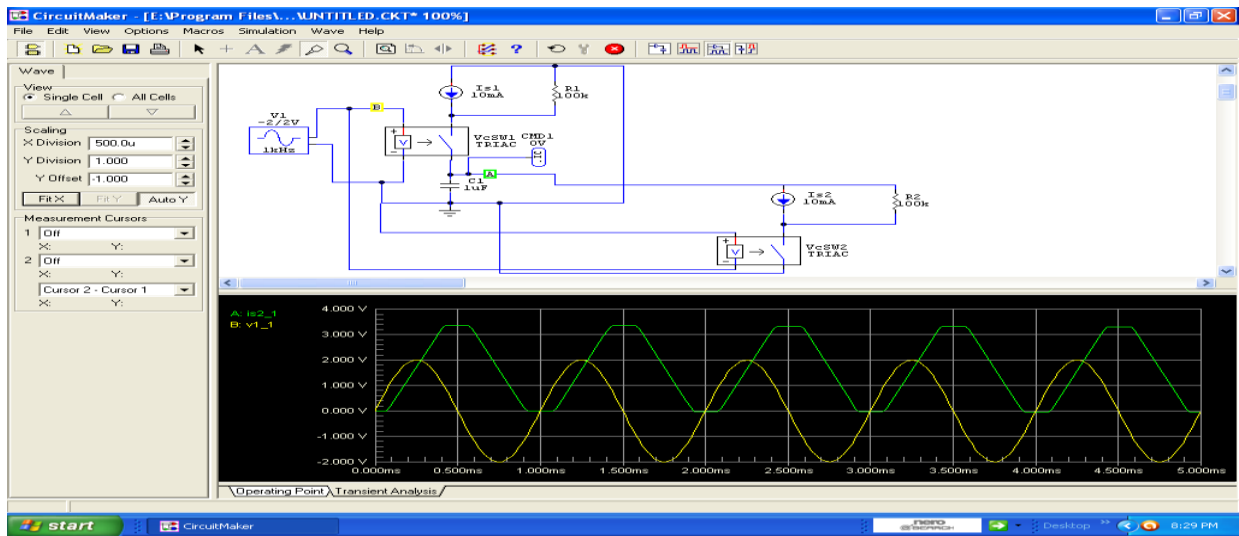 CircuitMaker - [E:\Program Files\...\UNTITLED.CKT* 100%]
File Edit View Options Macros Simulation Wave Help
Wave
View
Single Cell All Cells
Scaling
X Division 500.0u
Y Division 1.000
Y Offset -1.000
Fit X Fit Y Auto Y
Measurement Cursors
1 Off
X: Y:
2 Off
X: Y:
Cursor 2 - Cursor 1
X: Y:
V1
-2/2V
1kHz
B
Is1
10mA
R1
100k
+
V
-
VcSW1
TRIAC
CMD1
0V
.IC
A
C1
1uF
Is2
10mA
R2
100k
+
V
-
VcSW2
TRIAC
A: is2_1
B: v1_1
4.000 V
3.000 V
2.000 V
1.000 V
0.000 V
-1.000 V
-2.000 V
0.000ms 0.500ms 1.000ms 1.500ms 2.000ms 2.500ms 3.000ms 3.500ms 4.000ms 4.500ms 5.000ms
Operating Point Transient Analysis
start CircuitMaker nero SEARCH Desktop 8:29 PM